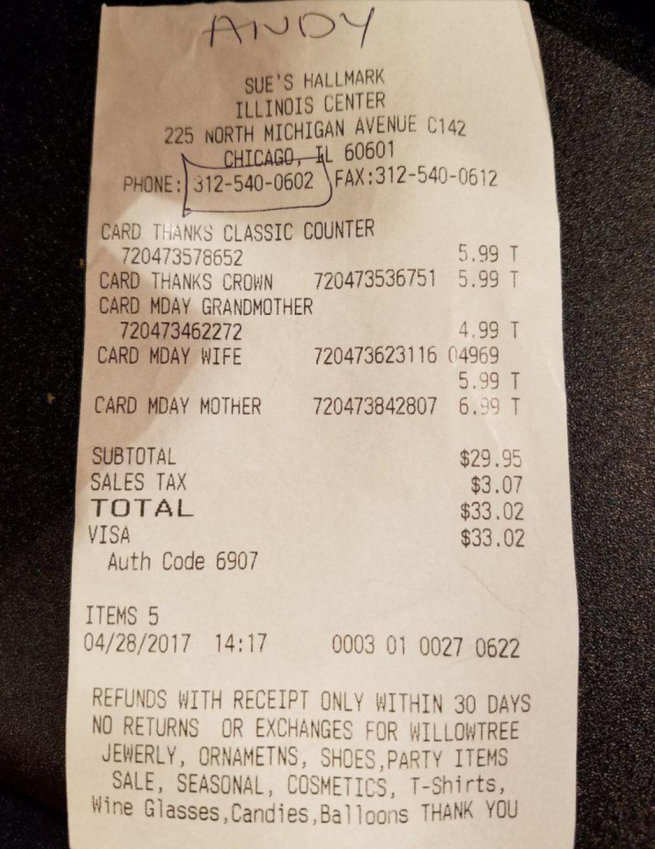 ANDY
SUE'S HALLMARK
ILLINOIS CENTER
225 NORTH MICHIGAN AVENUE C142
CHICAGO, IL 60601
PHONE: 312-540-0602 FAX:312-540-0612
CARD THANKS CLASSIC COUNTER
720473578652 5.99 T
CARD THANKS CROWN 720473536751 5.99 T
CARD MDAY GRANDMOTHER
720473462272 4.99 T
CARD MDAY WIFE 720473623116 04969
5.99 T
CARD MDAY MOTHER 720473842807 6.99 T
SUBTOTAL $29.95
SALES TAX $3.07
TOTAL $33.02
VISA $33.02
Auth Code 6907
ITEMS 5
04/28/2017 14:17 0003 01 0027 0622
REFUNDS WITH RECEIPT ONLY WITHIN 30 DAYS
NO RETURNS OR EXCHANGES FOR WILLOWTREE
JEWERLY, ORNAMETNS, SHOES,PARTY ITEMS
SALE, SEASONAL, COSMETICS, T-Shirts,
Wine Glasses,Candies,Balloons THANK YOU